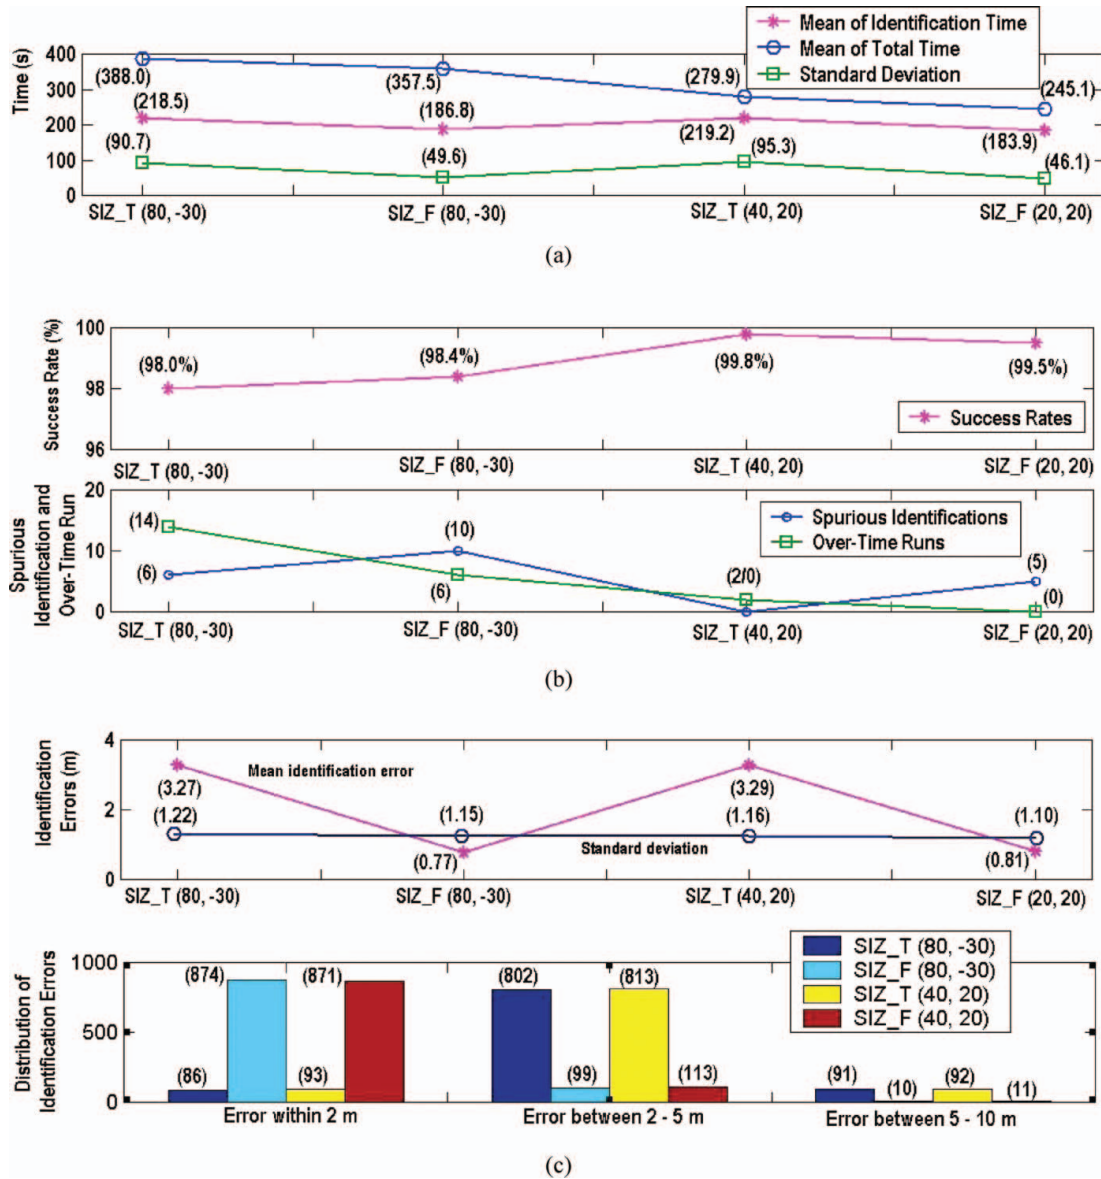 Mean of Identification Time
Mean of Total Time
Standard Deviation
Time (s)
400
300
200
100
0
(388.0)
(357.5)
(279.9)
(245.1)
(218.5)
(186.8)
(219.2)
(183.9)
(90.7)
(49.6)
(95.3)
(46.1)
SIZ_T (80, -30)
SIZ_F (80, -30)
SIZ_T (40, 20)
SIZ_F (20, 20)
(a)
Success Rate (%)
100
98
96
(98.0%)
(98.4%)
(99.8%)
(99.5%)
Success Rates
SIZ_T (80, -30)
SIZ_F (80, -30)
SIZ_T (40, 20)
SIZ_F (20, 20)
Spurious
Identification and
Over-Time Run
20
10
0
(14)
(6)
(10)
(6)
(2/0)
(5)
(0)
Spurious Identifications
Over-Time Runs
SIZ_T (80, -30)
SIZ_F (80, -30)
SIZ_T (40, 20)
SIZ_F (20, 20)
(b)
Identification
Errors (m)
4
2
0
Mean identification error
(3.27)
(1.22)
(1.15)
(0.77)
(3.29)
(1.16)
(1.10)
(0.81)
Standard deviation
SIZ_T (80, -30)
SIZ_F (80, -30)
SIZ_T (40, 20)
SIZ_F (20, 20)
Distribution of
Identification Errors
1000
500
0
SIZ_T (80, -30)
SIZ_F (80, -30)
SIZ_T (40, 20)
SIZ_F (40, 20)
(86)
(874)
(93)
(871)
(802)
(99)
(813)
(113)
(91)
(10)
(92)
(11)
Error within 2 m
Error between 2 - 5 m
Error between 5 - 10 m
(c)